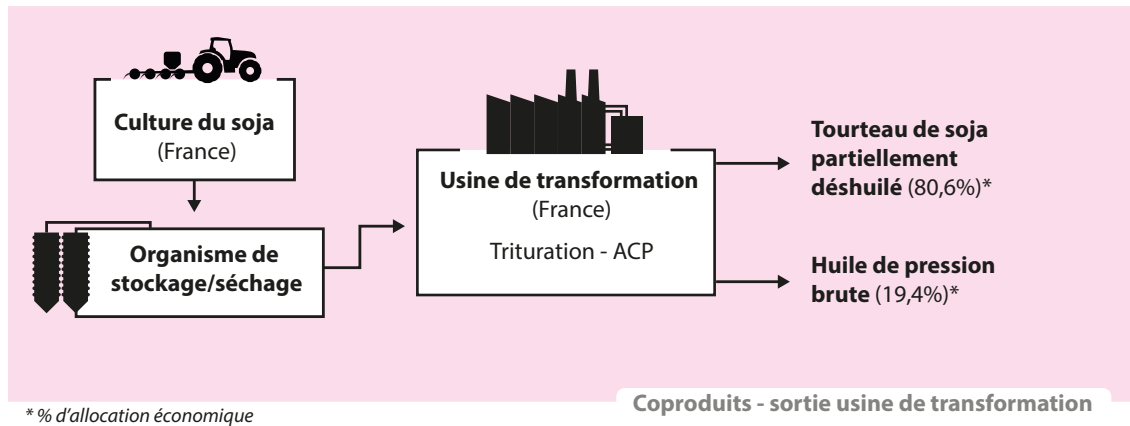 Culture du soja
(France)
Organisme de
stockage/séchage
Usine de transformation
(France)
Trituration - ACP
Tourteau de soja
partiellement
déshuilé (80,6%)*
Huile de pression
brute (19,4%)*
Coproduits - sortie usine de transformation
* % d’allocation économique